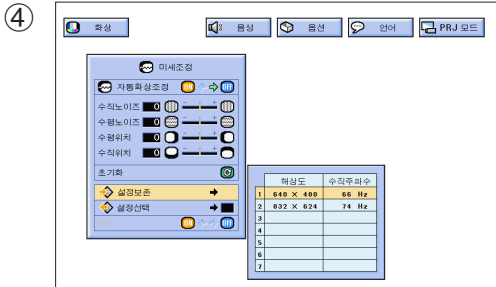 ④
화상 음성 옵션 언어 PRJ 모드
미세조정
자동화상조정 ON OFF
수직노이즈 0 - +
수평노이즈 0 - +
수평위치 0 - +
수직위치 0 - +
초기화
설정보존
설정선택
ON OFF
해상도 수직주파수
1 640 X 480 66 Hz
2 832 X 624 74 Hz
3
4
5
6
7